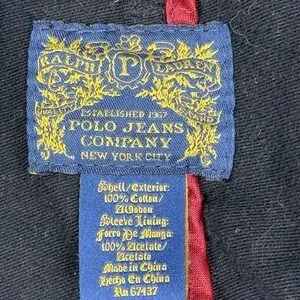 RALPH LAUREN
P
ESTABLISHED 1967
POLO JEANS
COMPANY
NEW YORK CITY
Shell/Exterior:
100% Cotton/
Algodon
Sleeve Lining:
Forro De Manga:
100% Acetate/
Acetato
Made in China
Hecho En China
Rn 67437